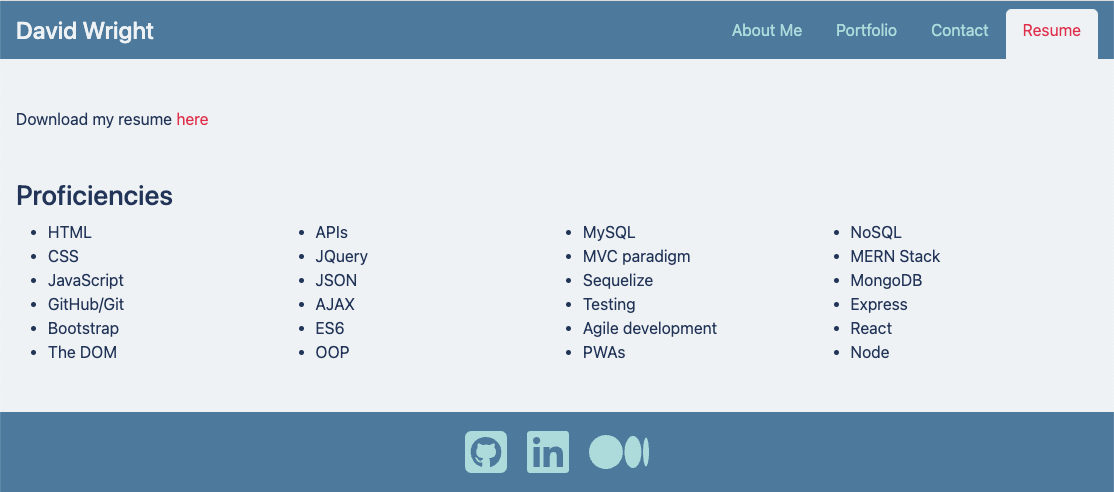 David Wright
About Me Portfolio Contact Resume
Download my resume here
Proficiencies
HTML
CSS
JavaScript
GitHub/Git
Bootstrap
The DOM
APIs
JQuery
JSON
AJAX
ES6
OOP
MySQL
MVC paradigm
Sequelize
Testing
Agile development
PWAs
NoSQL
MERN Stack
MongoDB
Express
React
Node
in